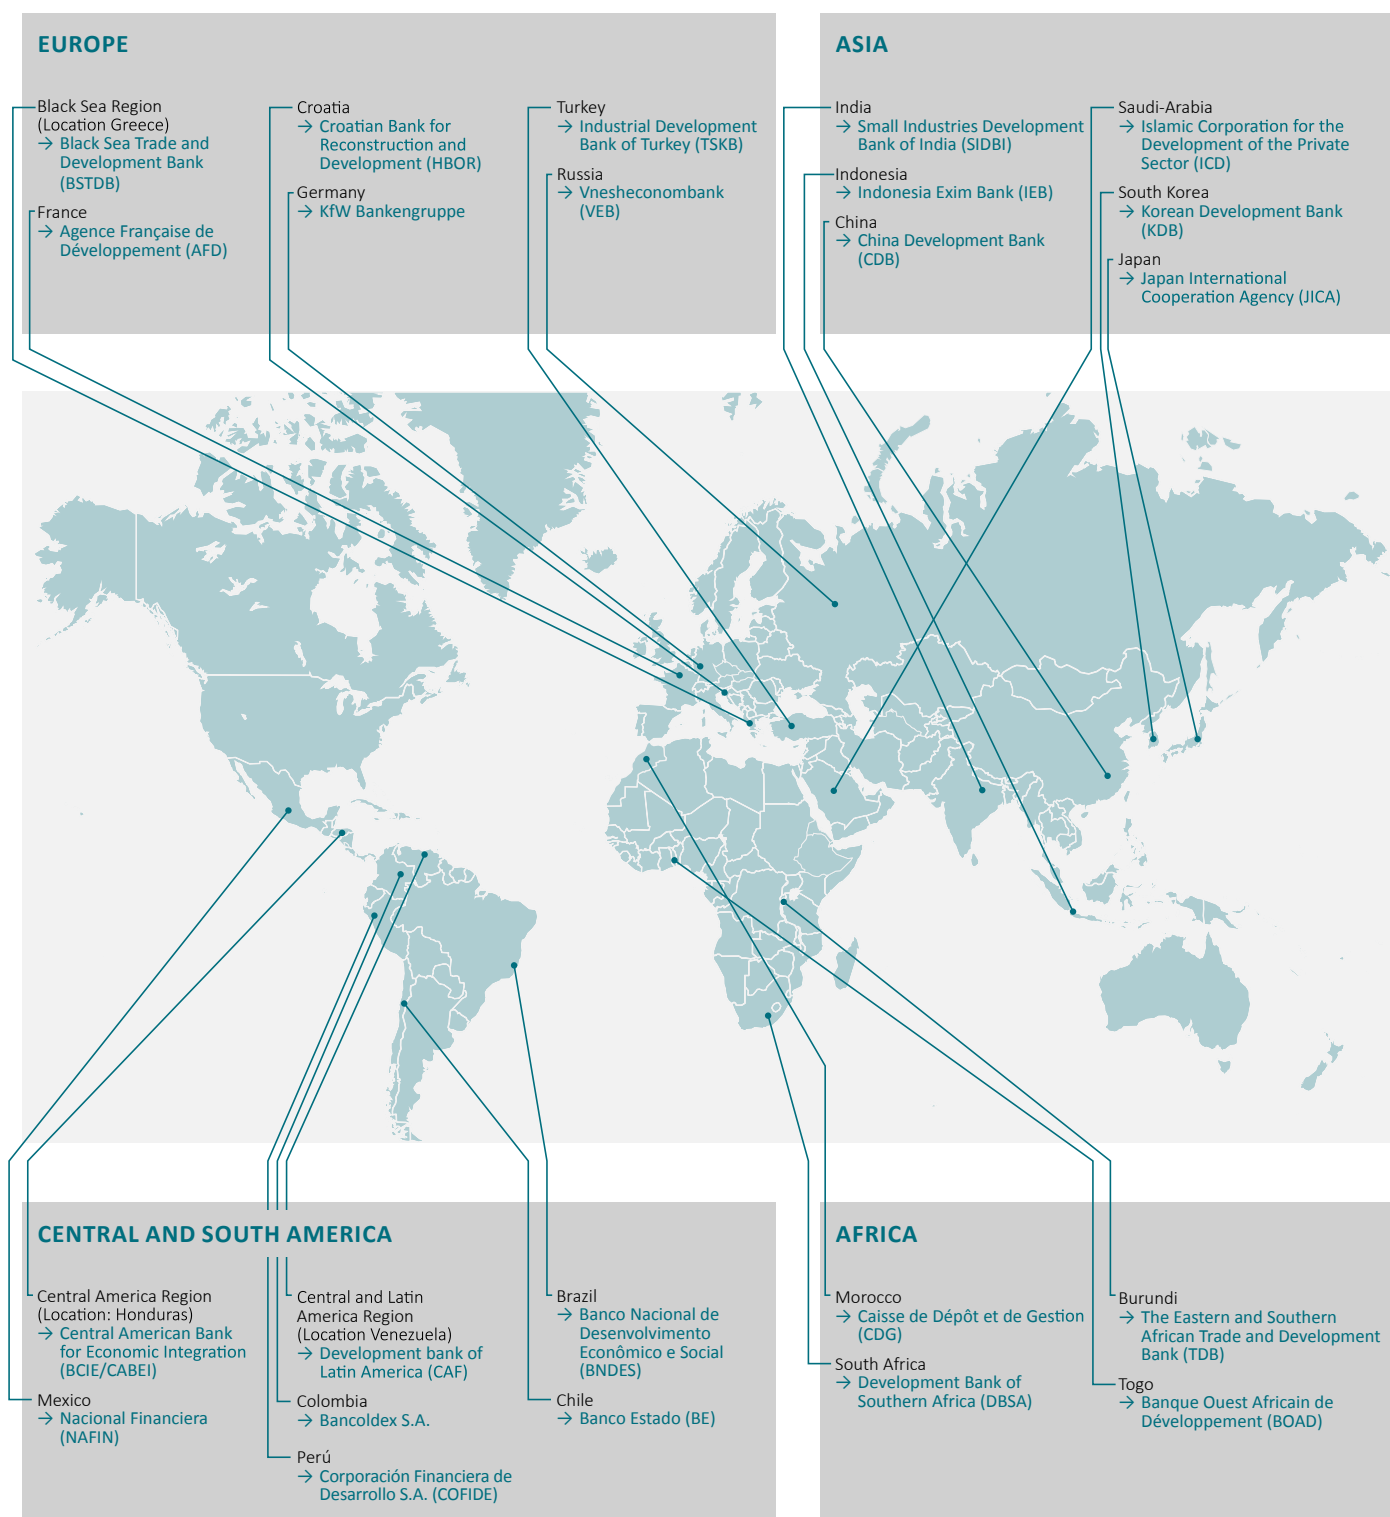 EUROPE
Black Sea Region
(Location Greece)
→ Black Sea Trade and
Development Bank
(BSTDB)
France
→ Agence Française de
Développement (AFD)
Croatia
→ Croatian Bank for
Reconstruction and
Development (HBOR)
Germany
→ KfW Bankengruppe
Turkey
→ Industrial Development
Bank of Turkey (TSKB)
Russia
→ Vnesheconombank
(VEB)
ASIA
India
→ Small Industries Development
Bank of India (SIDBI)
Indonesia
→ Indonesia Exim Bank (IEB)
China
→ China Development Bank
(CDB)
Saudi-Arabia
→ Islamic Corporation for the
Development of the Private
Sector (ICD)
South Korea
→ Korean Development Bank
(KDB)
Japan
→ Japan International
Cooperation Agency (JICA)
CENTRAL AND SOUTH AMERICA
Central America Region
(Location: Honduras)
→ Central American Bank
for Economic Integration
(BCIE/CABEI)
Mexico
→ Nacional Financiera
(NAFIN)
Central and Latin
America Region
(Location Venezuela)
→ Development bank of
Latin America (CAF)
Colombia
→ Bancoldex S.A.
Perú
→ Corporación Financiera de
Desarrollo S.A. (COFIDE)
Brazil
→ Banco Nacional de
Desenvolvimento
Econômico e Social
(BNDES)
Chile
→ Banco Estado (BE)
AFRICA
Morocco
→ Caisse de Dépôt et de Gestion
(CDG)
South Africa
→ Development Bank of
Southern Africa (DBSA)
Burundi
→ The Eastern and Southern
African Trade and Development
Bank (TDB)
Togo
→ Banque Ouest Africain de
Développement (BOAD)